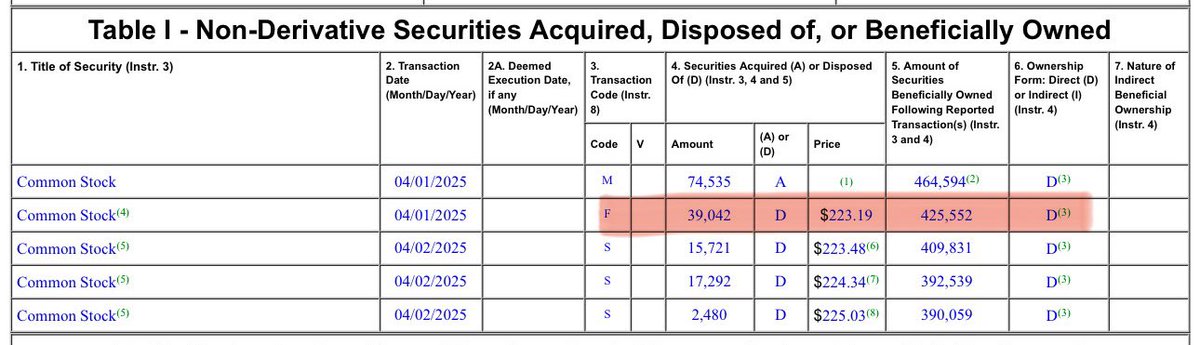 Table I - Non-Derivative Securities Acquired, Disposed of, or Beneficially Owned
1. Title of Security (Instr. 3)
2. Transaction
Date
(Month/Day/Year)
2A. Deemed
Execution Date,
if any
(Month/Day/Year)
3.
Transaction
Code (Instr.
8)
4. Securities Acquired (A) or Disposed
Of (D) (Instr. 3, 4 and 5)
5. Amount of
Securities
Beneficially Owned
Following Reported
Transaction(s) (Instr.
3 and 4)
6. Ownership
Form: Direct (D)
or Indirect (I)
(Instr. 4)
7. Nature of
Indirect
Beneficial
Ownership
(Instr. 4)
Code V Amount (A) or
(D) Price
Common Stock 04/01/2025 M 74,535 A (1) 464,594(2) D(3)
Common Stock(4) 04/01/2025 F 39,042 D $223.19 425,552 D(3)
Common Stock(5) 04/02/2025 S 15,721 D $223.48(6) 409,831 D(3)
Common Stock(5) 04/02/2025 S 17,292 D $224.34(7) 392,539 D(3)
Common Stock(5) 04/02/2025 S 2,480 D $225.03(8) 390,059 D(3)